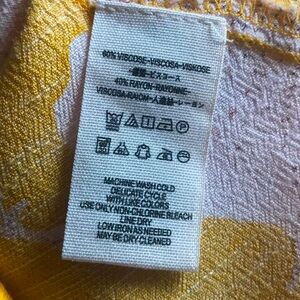 60% VISCOSE-VISCOSA-VISKOSE
ビスコース
40% RAYON-RAYONNE-
VISCOSA-RAION-人造絲-レーヨン
MACHINE WASH COLD
DELICATE CYCLE
WITH LIKE COLORS
USE ONLY NON-CHLORINE BLEACH
LINE DRY
LOW IRON AS NEEDED
MAY BE DRY CLEANED